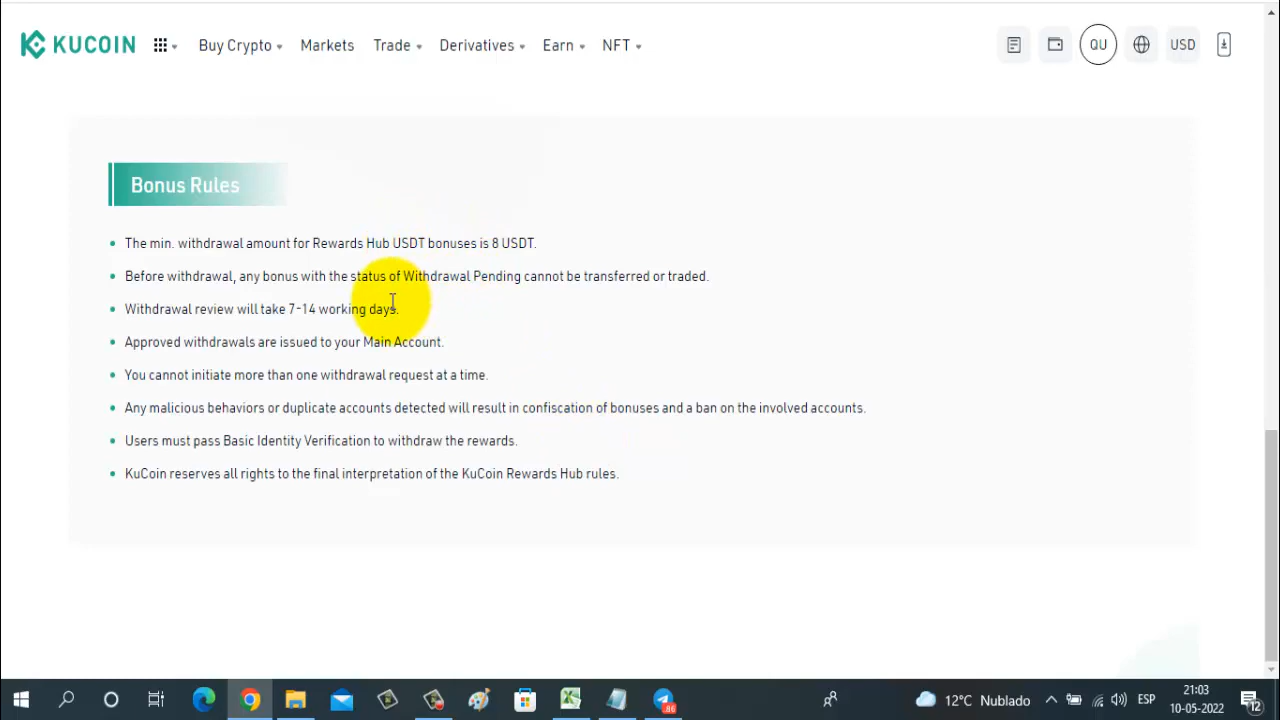 KUCOIN Buy Crypto Markets Trade Derivatives Earn NFT QU USD
Bonus Rules
The min. withdrawal amount for Rewards Hub USDT bonuses is 8 USDT.
Before withdrawal, any bonus with the status of Withdrawal Pending cannot be transferred or traded.
Withdrawal review will take 7-14 working days.
Approved withdrawals are issued to your Main Account.
You cannot initiate more than one withdrawal request at a time.
Any malicious behaviors or duplicate accounts detected will result in confiscation of bonuses and a ban on the involved accounts.
Users must pass Basic Identity Verification to withdraw the rewards.
KuCoin reserves all rights to the final interpretation of the KuCoin Rewards Hub rules.
86 12°C Nublado ESP 21:03 12
10-05-2022